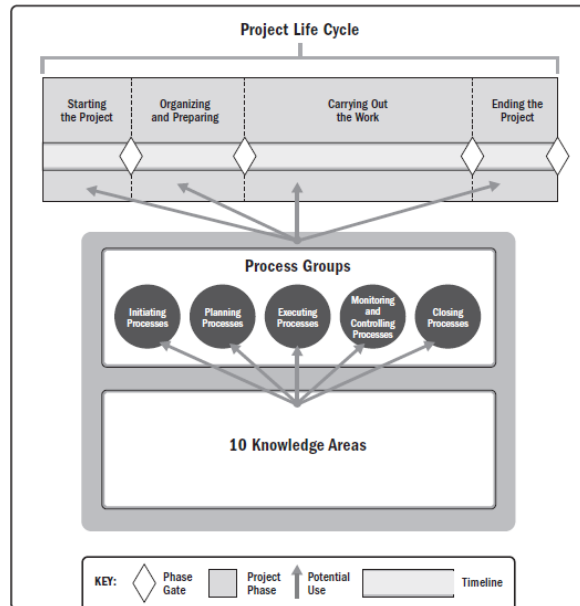 Project Life Cycle
Starting
the Project
Organizing
and Preparing
Carrying Out
the Work
Ending the
Project
Process Groups
Initiating
Processes
Planning
Processes
Executing
Processes
Monitoring
and
Controlling
Processes
Closing
Processes
10 Knowledge Areas
KEY:
Phase
Gate
Project
Phase
Potential
Use
Timeline